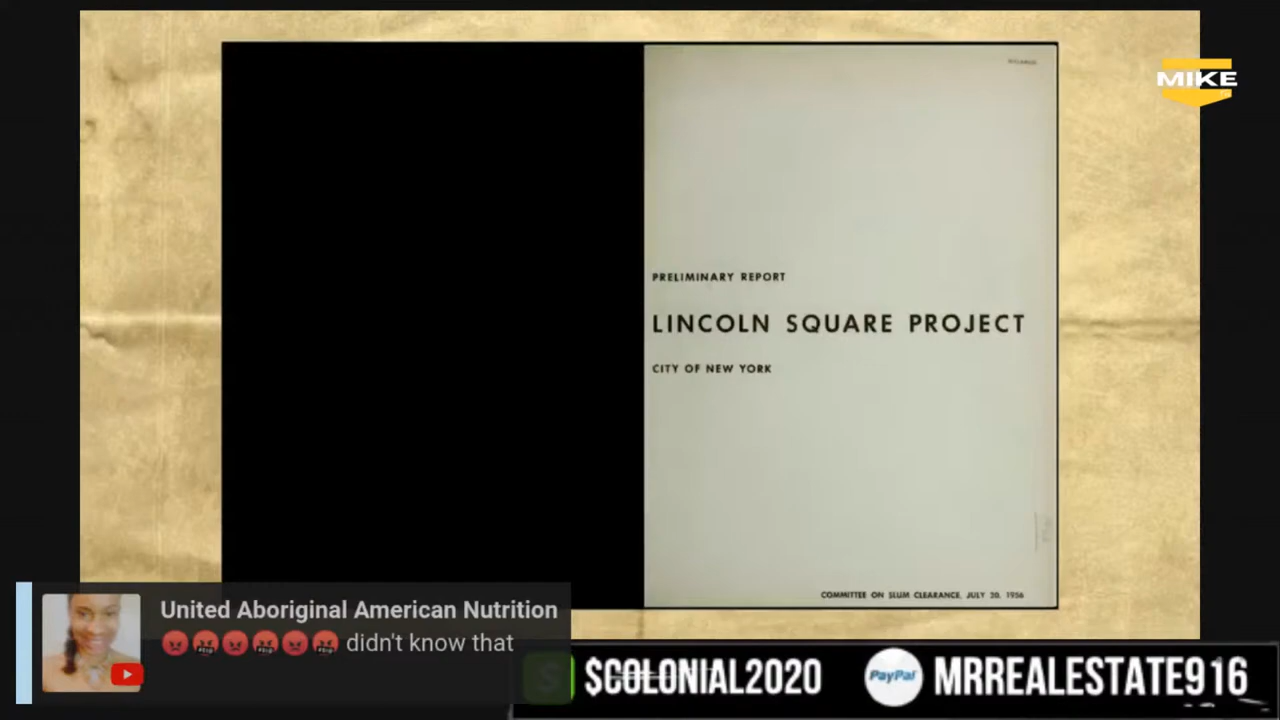 MIKE
PRELIMINARY REPORT
LINCOLN SQUARE PROJECT
CITY OF NEW YORK
COMMITTEE ON SLUM CLEARANCE, JULY 20, 1956
United Aboriginal American Nutrition
😡🤬😡🤬😡🤬 didn't know that
$COLONIAL2020
PayPal
MRREALESTATE916